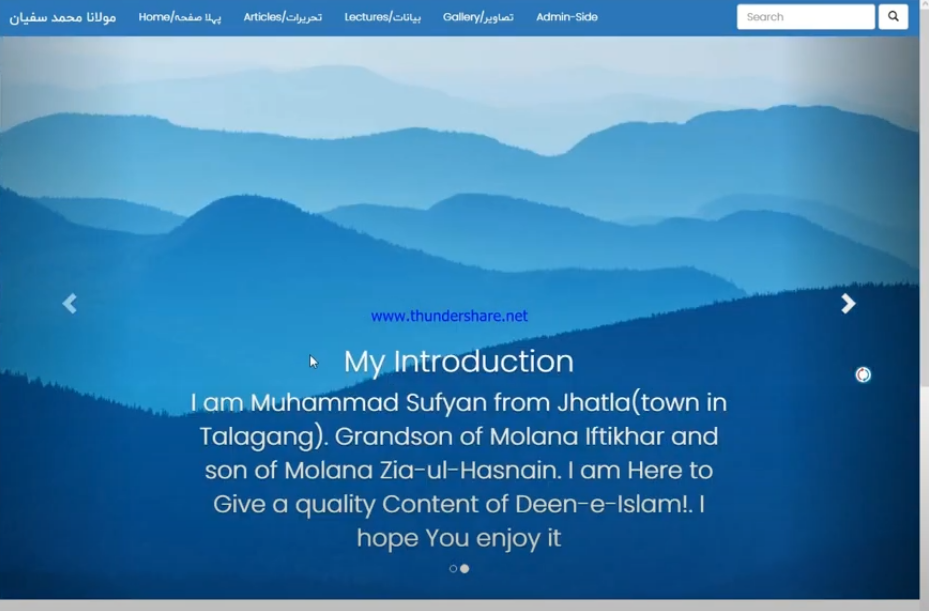 مولانا محمد سفیان
Home/پہلا صفحہ
Articles/تحریرات
Lectures/بیانات
Gallery/تصاویر
Admin-Side
Search
www.thundershare.net
My Introduction
I am Muhammad Sufyan from Jhatla(town in
Talagang). Grandson of Molana Iftikhar and
son of Molana Zia-ul-Hasnain. I am Here to
Give a quality Content of Deen-e-Islam!. I
hope You enjoy it